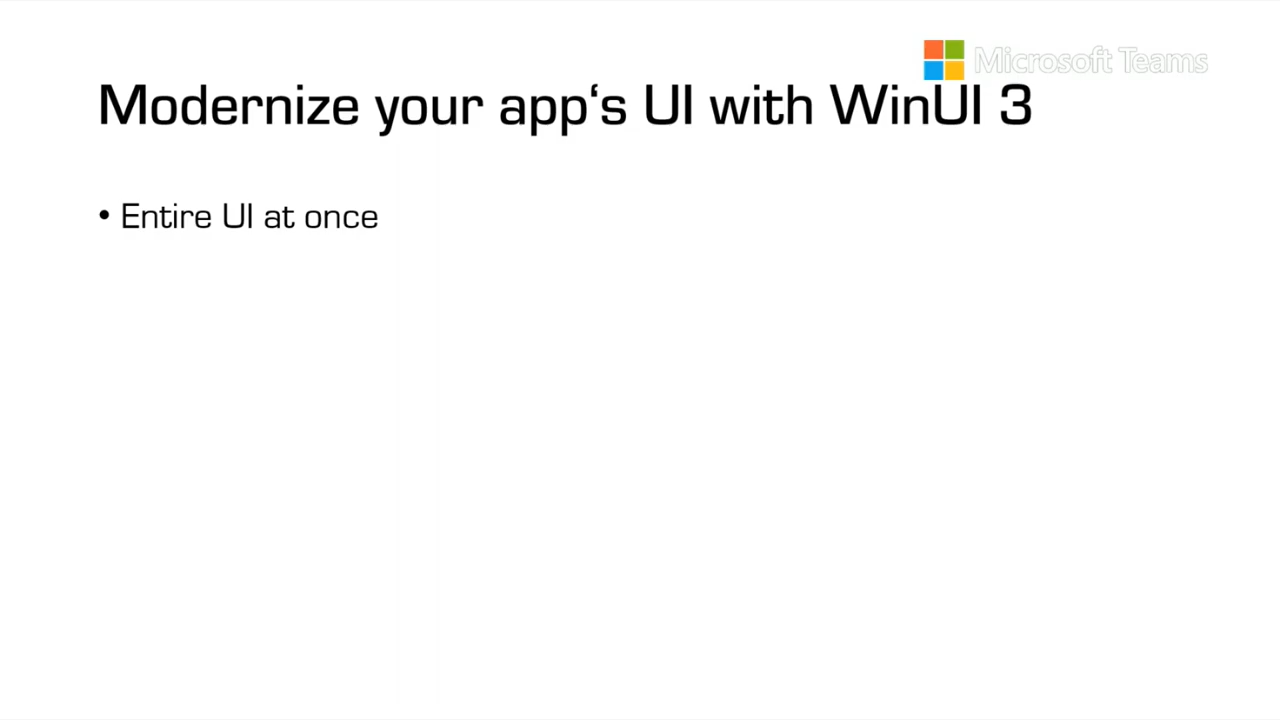 Microsoft Teams
Modernize your app‘s UI with WinUI 3
• Entire UI at once